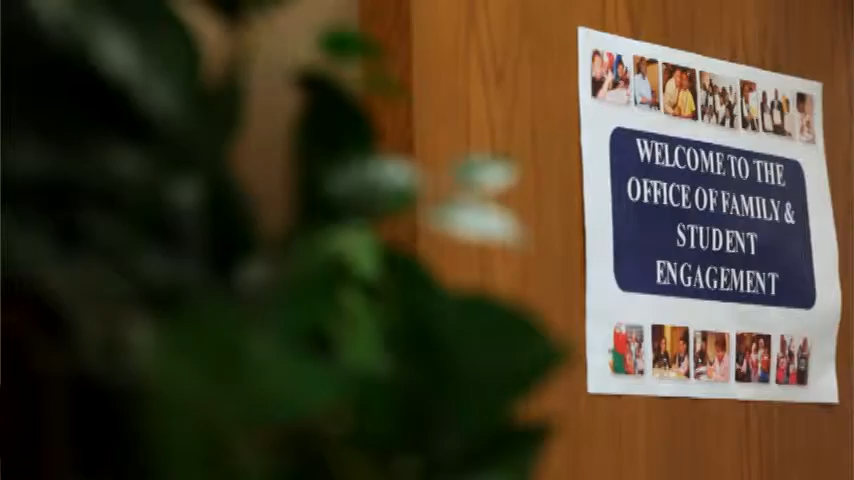 WELCOME TO THE
OFFICE OF FAMILY &
STUDENT
ENGAGEMENT